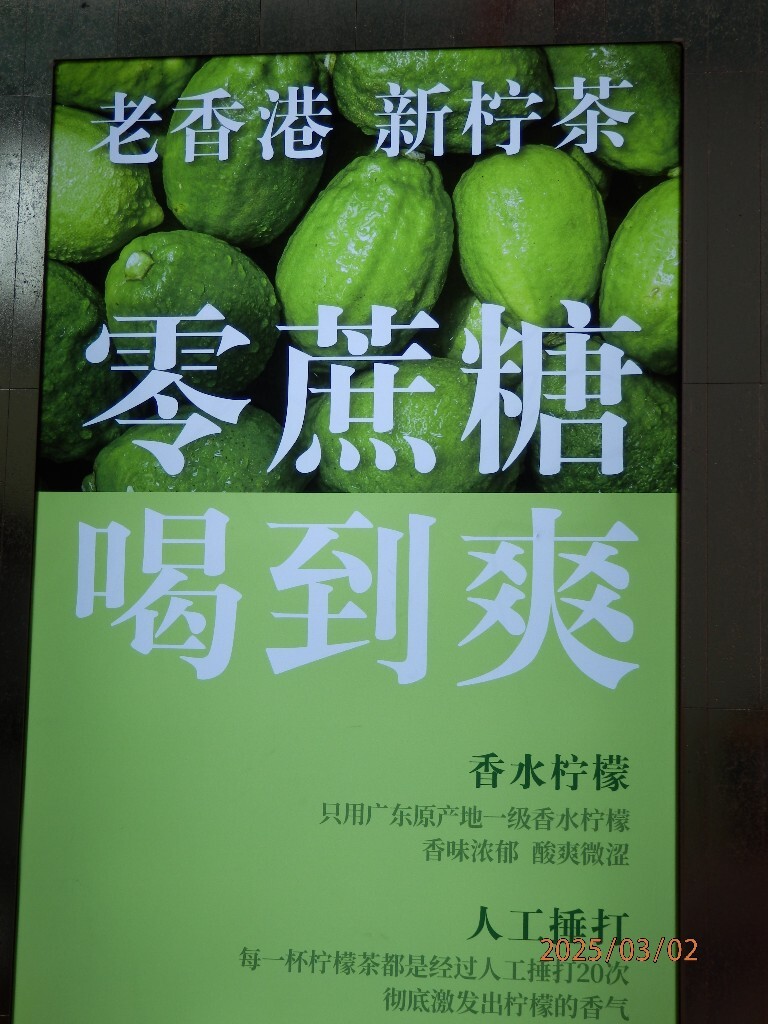 老香港 新柠茶
零蔗糖
喝到爽
香水柠檬
只用广东原产地一级香水柠檬
香味浓郁 酸爽微涩
人工捶打
2025/03/02
每一杯柠檬茶都是经过人工捶打20次
彻底激发出柠檬的香气